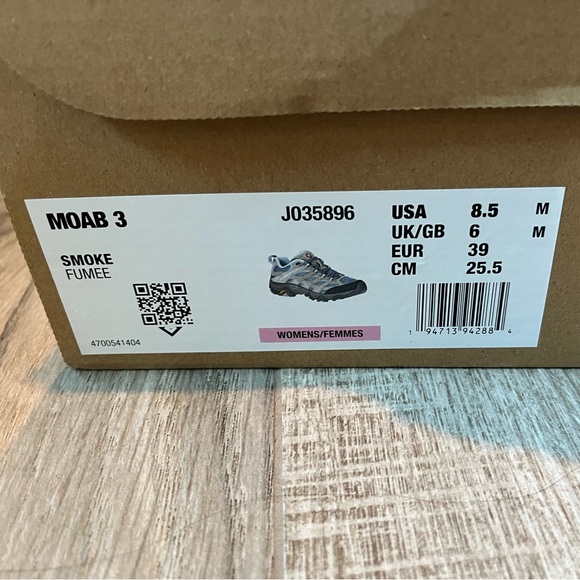 MOAB 3 J035896
SMOKE
FUMEE
4700541404
WOMENS/FEMMES
USA 8.5 M
UK/GB 6 M
EUR 39
CM 25.5
1 94713 94288 4